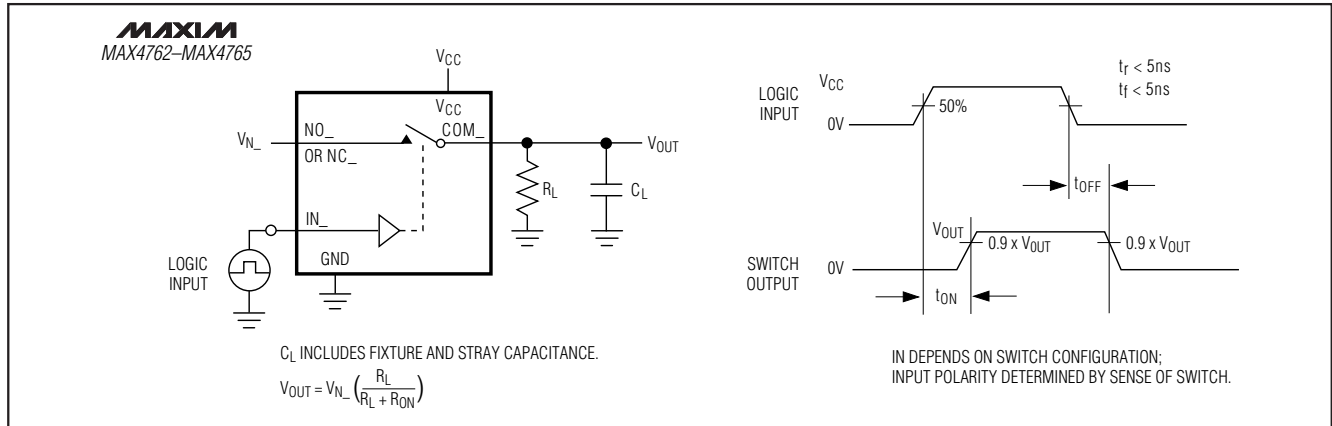 MAXIM
MAX4762–MAX4765
VCC
VCC
VN_
NO_
OR NC_
COM_
VOUT
RL
CL
IN_
LOGIC
INPUT
GND
CL INCLUDES FIXTURE AND STRAY CAPACITANCE.
VOUT = VN_ ( RL / RL + RON )
LOGIC
INPUT
VCC
0V
50%
tr < 5ns
tf < 5ns
tOFF
VOUT
0.9 x VOUT
0.9 x VOUT
SWITCH
OUTPUT
0V
tON
IN DEPENDS ON SWITCH CONFIGURATION;
INPUT POLARITY DETERMINED BY SENSE OF SWITCH.